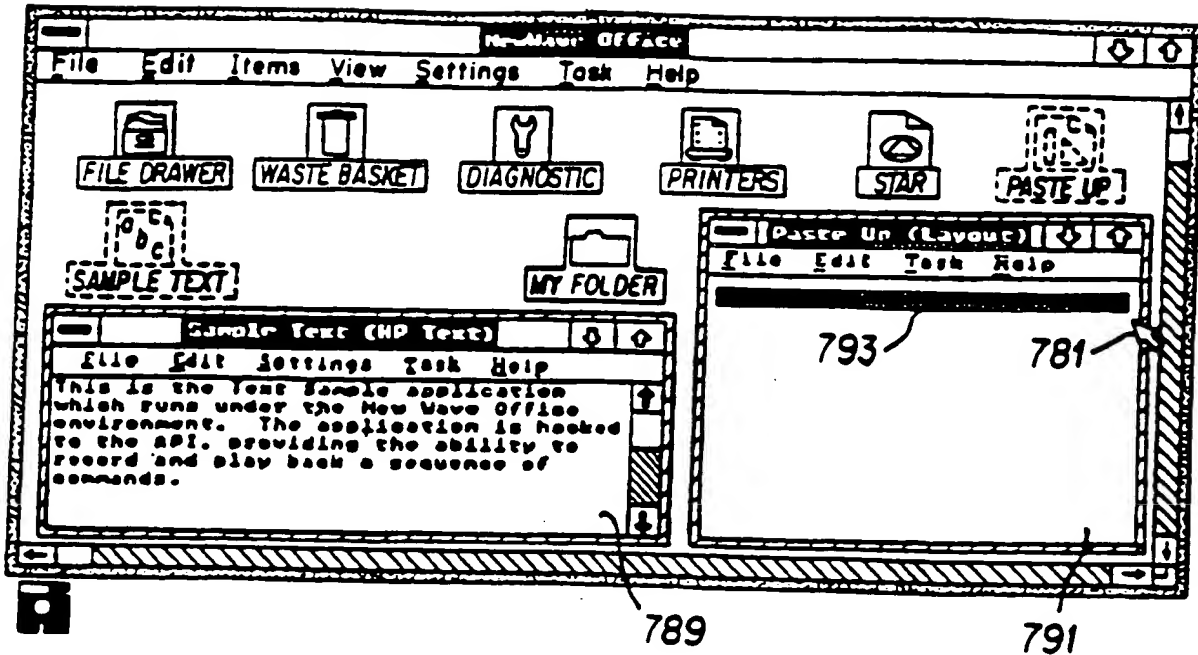 NewWave Office
File Edit Items View Settings Task Help
FILE DRAWER WASTE BASKET DIAGNOSTIC PRINTERS STAR PASTE UP
a b c
SAMPLE TEXT MY FOLDER
Paste Up (Layout)
File Edit Task Help
793 781
Sample Text (HP Text)
File Edit Settings Task Help
This is the Text Sample application
which runs under the New Wave Office
environment. The application is hooked
to the API, providing the ability to
record and play back a sequence of
commands.
789 791